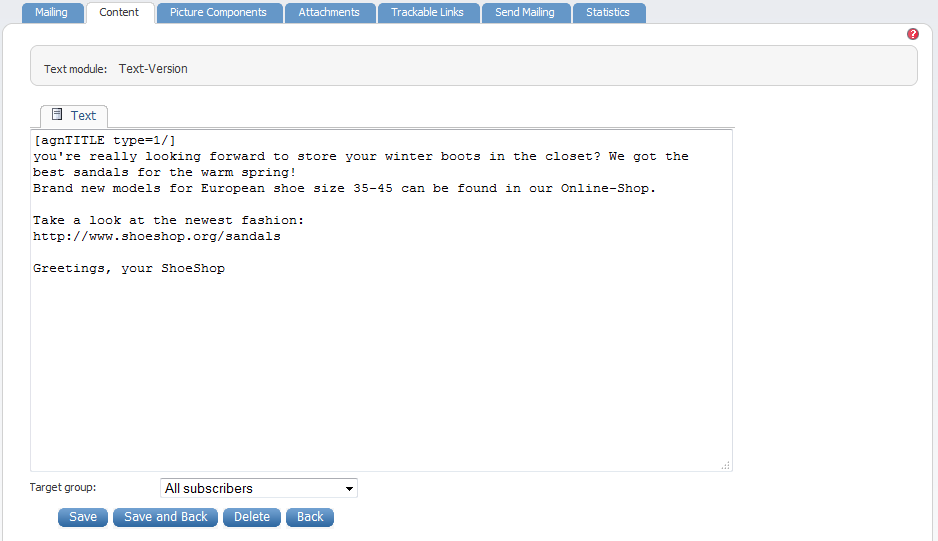 Mailing Content Picture Components Attachments Trackable Links Send Mailing Statistics
?
Text module: Text-Version
Text
[agnTITLE type=1/]
you're really looking forward to store your winter boots in the closet? We got the
best sandals for the warm spring!
Brand new models for European shoe size 35-45 can be found in our Online-Shop.
Take a look at the newest fashion:
http://www.shoeshop.org/sandals
Greetings, your ShoeShop
Target group: All subscribers
Save Save and Back Delete Back